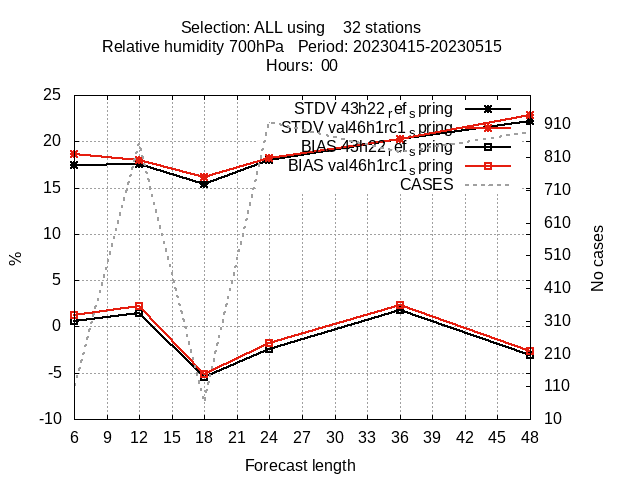 Selection: ALL using    32 stations
Relative humidity 700hPa   Period: 20230415-20230515
Hours:  00
STDV 43h22_ref_spring
STDV val46h1rc1_spring
BIAS 43h22_ref_spring
BIAS val46h1rc1_spring
CASES
25
20
15
10
5
0
-5
-10
%
910
810
710
610
510
410
310
210
110
10
No cases
6 9 12 15 18 21 24 27 30 33 36 39 42 45 48
Forecast length